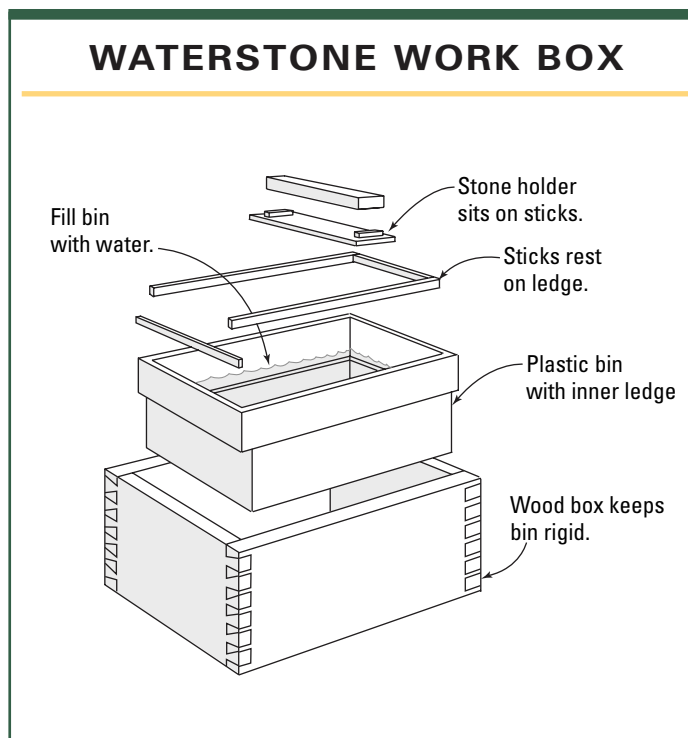 WATERSTONE WORK BOX
Stone holder
sits on sticks.
Fill bin
with water.
Sticks rest
on ledge.
Plastic bin
with inner ledge
Wood box keeps
bin rigid.